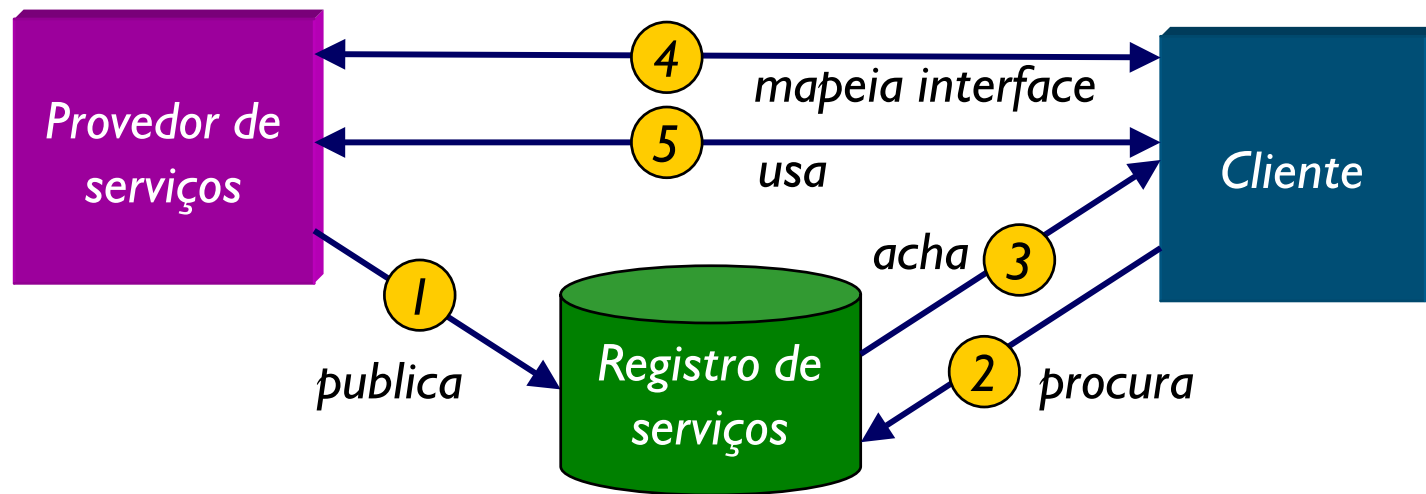 4
mapeia interface
Provedor de
serviços
5
usa
Cliente
acha
3
1
publica
Registro de
serviços
2
procura